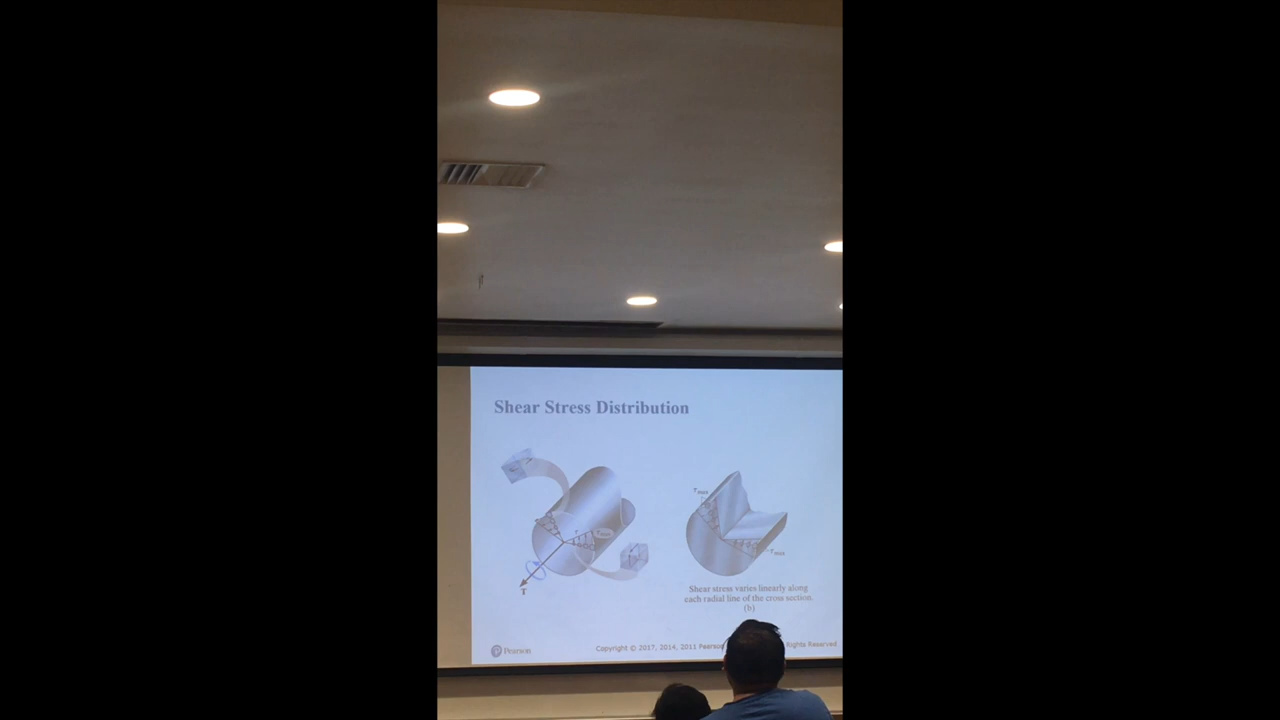 Shear Stress Distribution
T
τmax
τmax
Shear stress varies linearly along
each radial line of the cross section.
(b)
Pearson
Copyright © 2017, 2014, 2011 Pearson
Rights Reserved